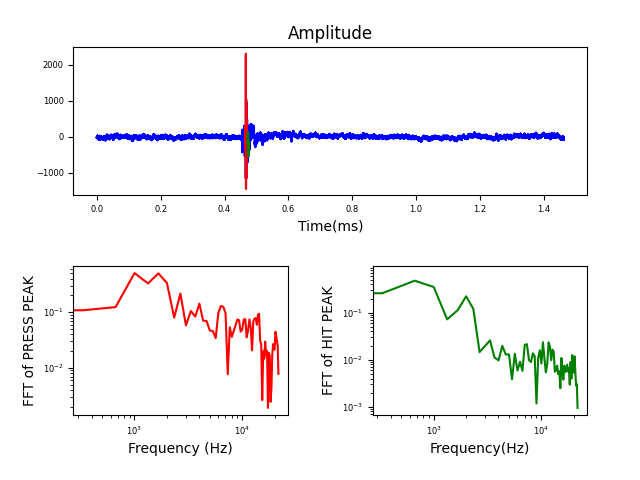 Amplitude
2000
1000
0
−1000
0.0 0.2 0.4 0.6 0.8 1.0 1.2 1.4
Time(ms)
FFT of PRESS PEAK
10⁻¹
10⁻²
10³ 10⁴
Frequency (Hz)
FFT of HIT PEAK
10⁻¹
10⁻²
10⁻³
10³ 10⁴
Frequency(Hz)